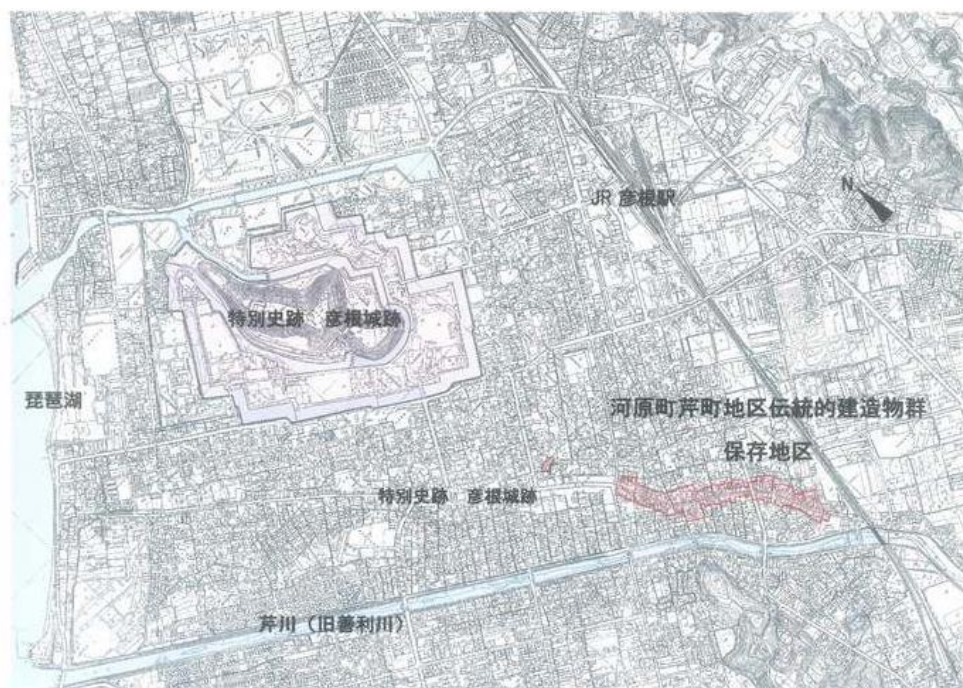 N
JR 彦根駅
特別史跡 彦根城跡
琵琶湖
河原町芹町地区伝統的建造物群
保存地区
特別史跡 彦根城跡
芹川（旧善利川）